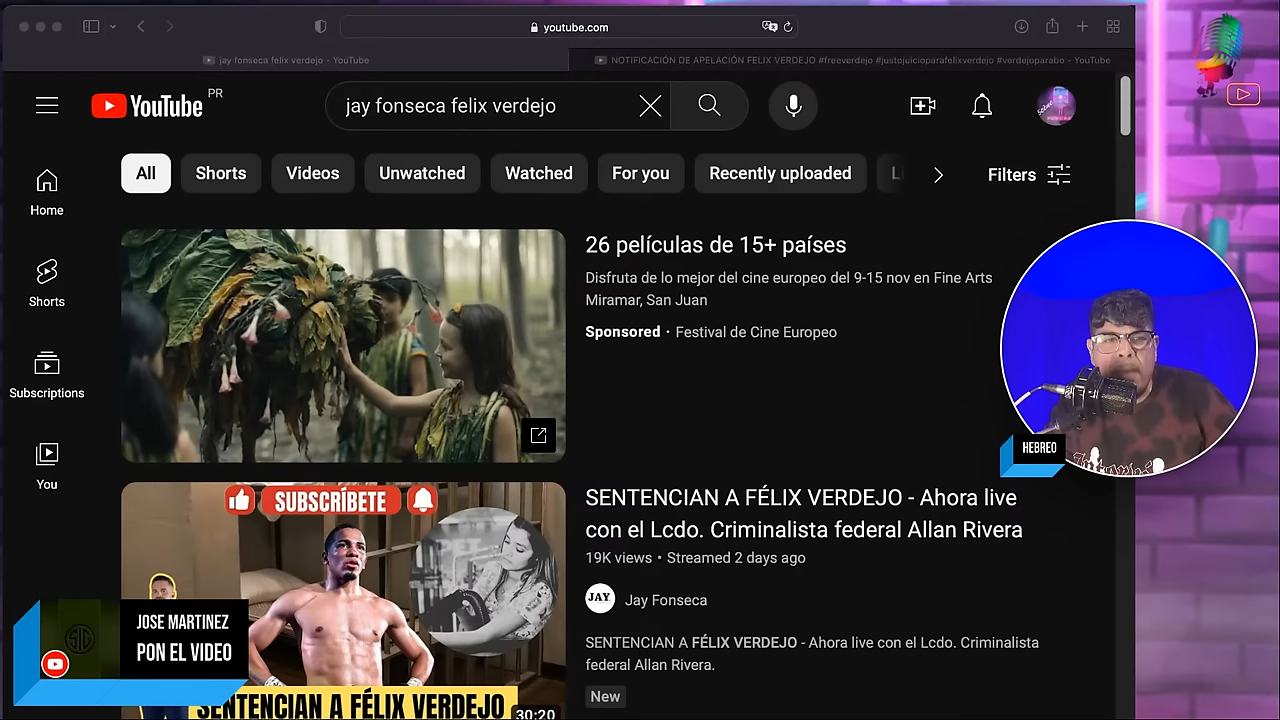 youtube.com
jay fonseca felix verdejo - YouTube
NOTIFICACIÓN DE APELACIÓN FELIX VERDEJO #freeverdejo #justojuicioparafelixverdejo #verdejoparabo - YouTube
YouTube PR
jay fonseca felix verdejo
All
Shorts
Videos
Unwatched
Watched
For you
Recently uploaded
Filters
Home
Shorts
Subscriptions
You
26 películas de 15+ países
Disfruta de lo mejor del cine europeo del 9-15 nov en Fine Arts
Miramar, San Juan
Sponsored · Festival de Cine Europeo
HEBREO
SUBSCRÍBETE
SENTENCIAN A FÉLIX VERDEJO
30:20
SENTENCIAN A FÉLIX VERDEJO - Ahora live
con el Lcdo. Criminalista federal Allan Rivera
19K views • Streamed 2 days ago
JAY
Jay Fonseca
SENTENCIAN A FÉLIX VERDEJO - Ahora live con el Lcdo. Criminalista
federal Allan Rivera.
New
JOSE MARTINEZ
PON EL VIDEO